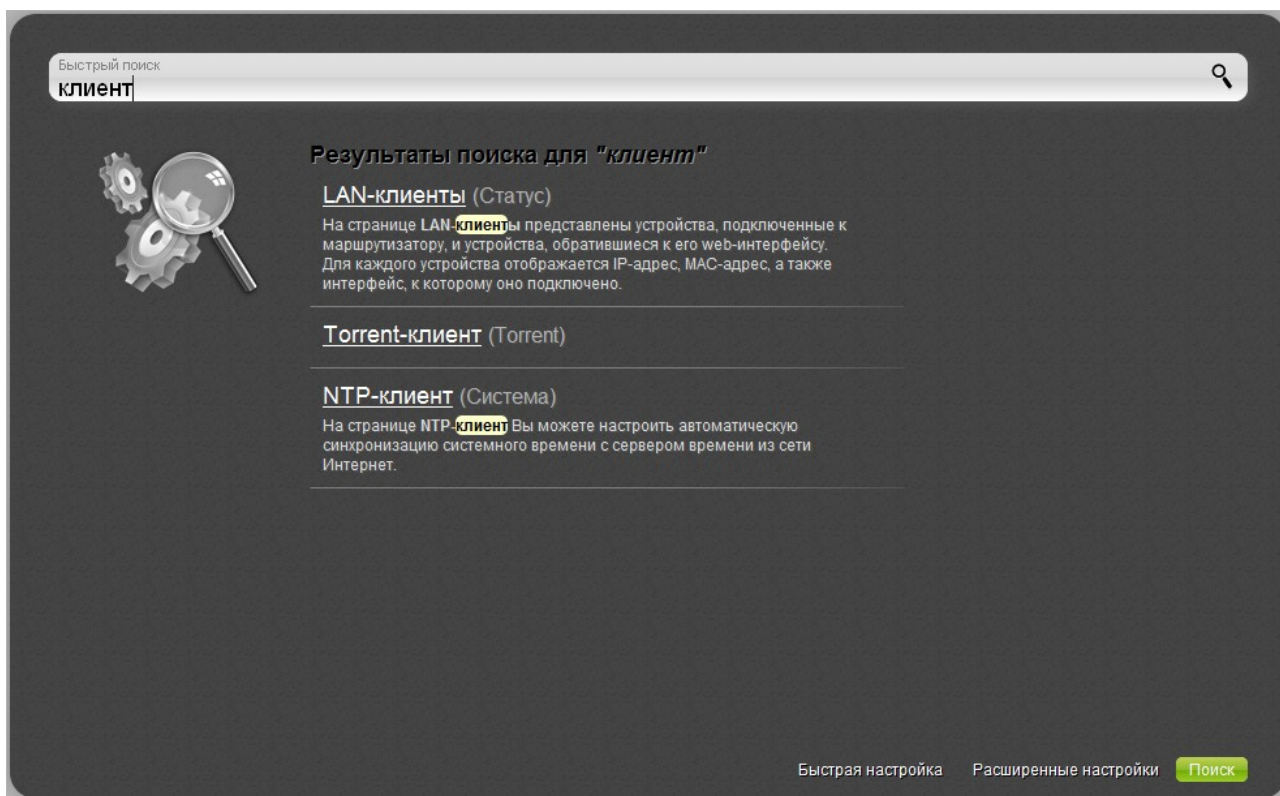 Быстрый поиск
клиент
Результаты поиска для "клиент"
LAN-клиенты (Статус)
На странице LAN-клиенты представлены устройства, подключенные к
маршрутизатору, и устройства, обратившиеся к его web-интерфейсу.
Для каждого устройства отображается IP-адрес, MAC-адрес, а также
интерфейс, к которому оно подключено.
Torrent-клиент (Torrent)
NTP-клиент (Система)
На странице NTP-клиент Вы можете настроить автоматическую
синхронизацию системного времени с сервером времени из сети
Интернет.
Быстрая настройка Расширенные настройки Поиск